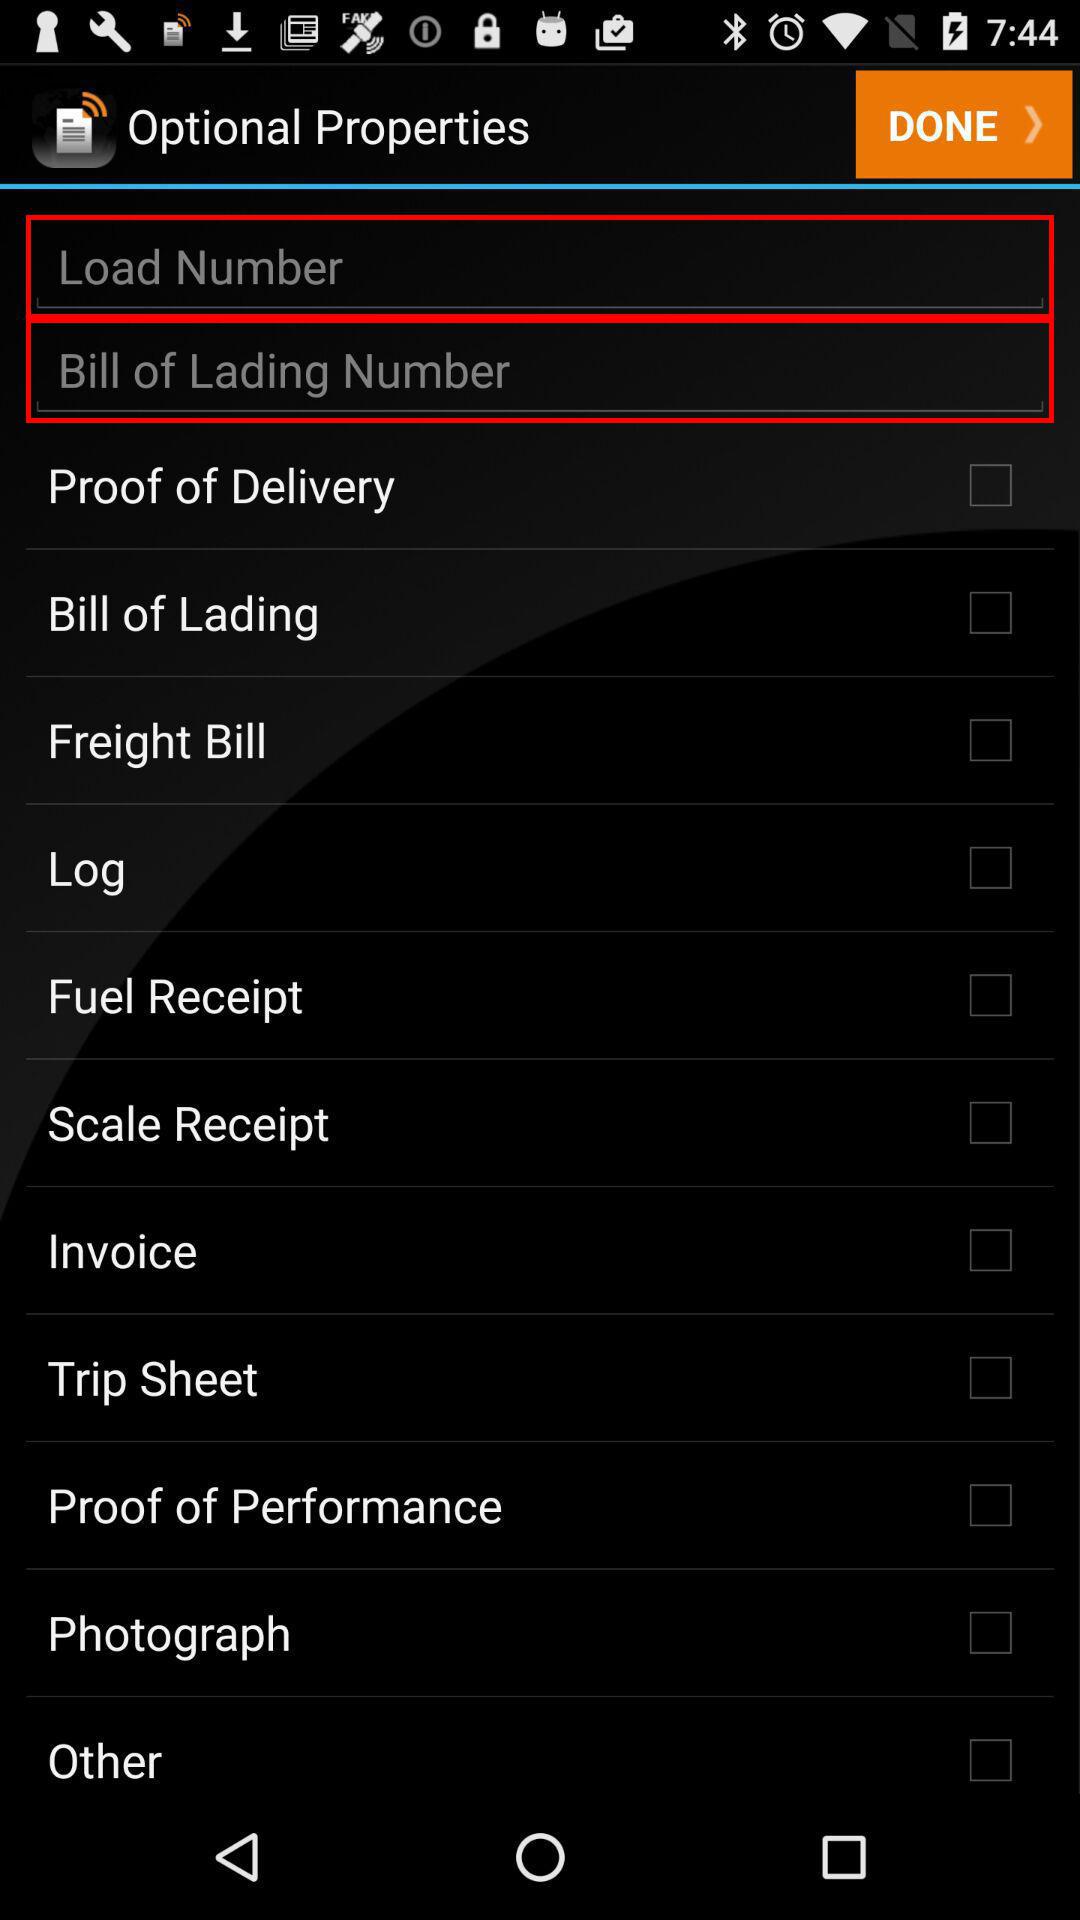 FAKE
7:44
Optional Properties
DONE
Load Number
Bill of Lading Number
Proof of Delivery
Bill of Lading
Freight Bill
Log
Fuel Receipt
Scale Receipt
Invoice
Trip Sheet
Proof of Performance
Photograph
Other